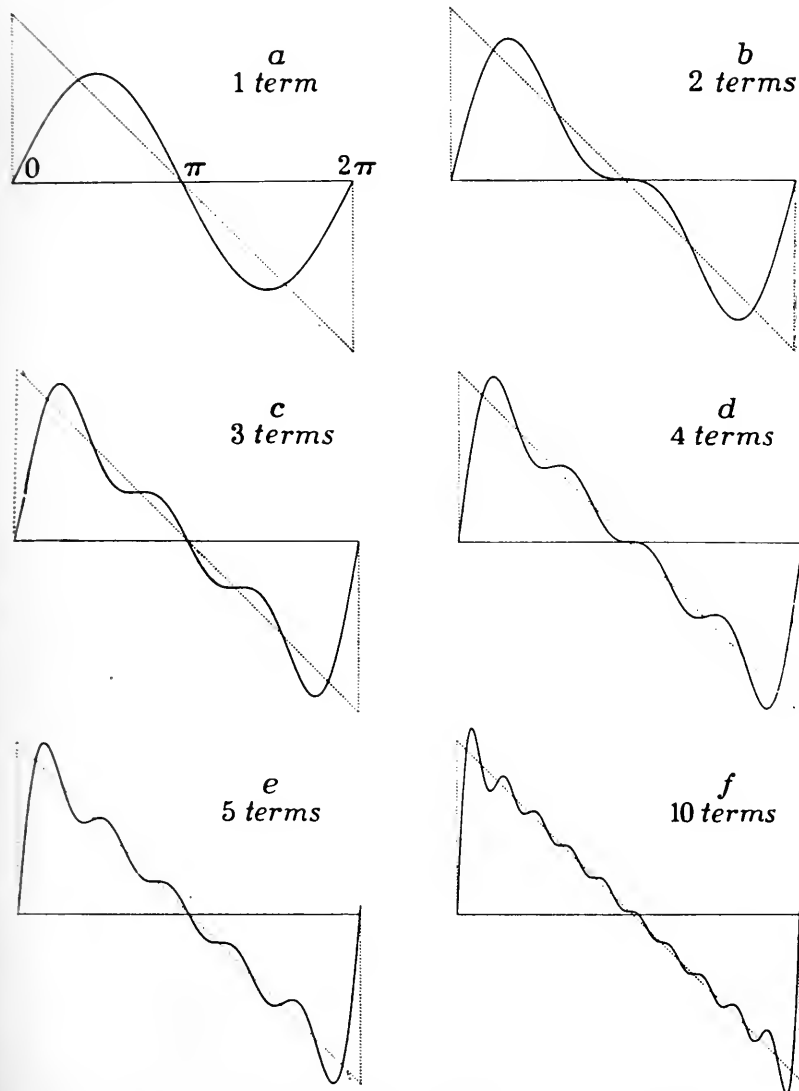 a
1 term
0 π 2π
b
2 terms
c
3 terms
d
4 terms
e
5 terms
f
10 terms